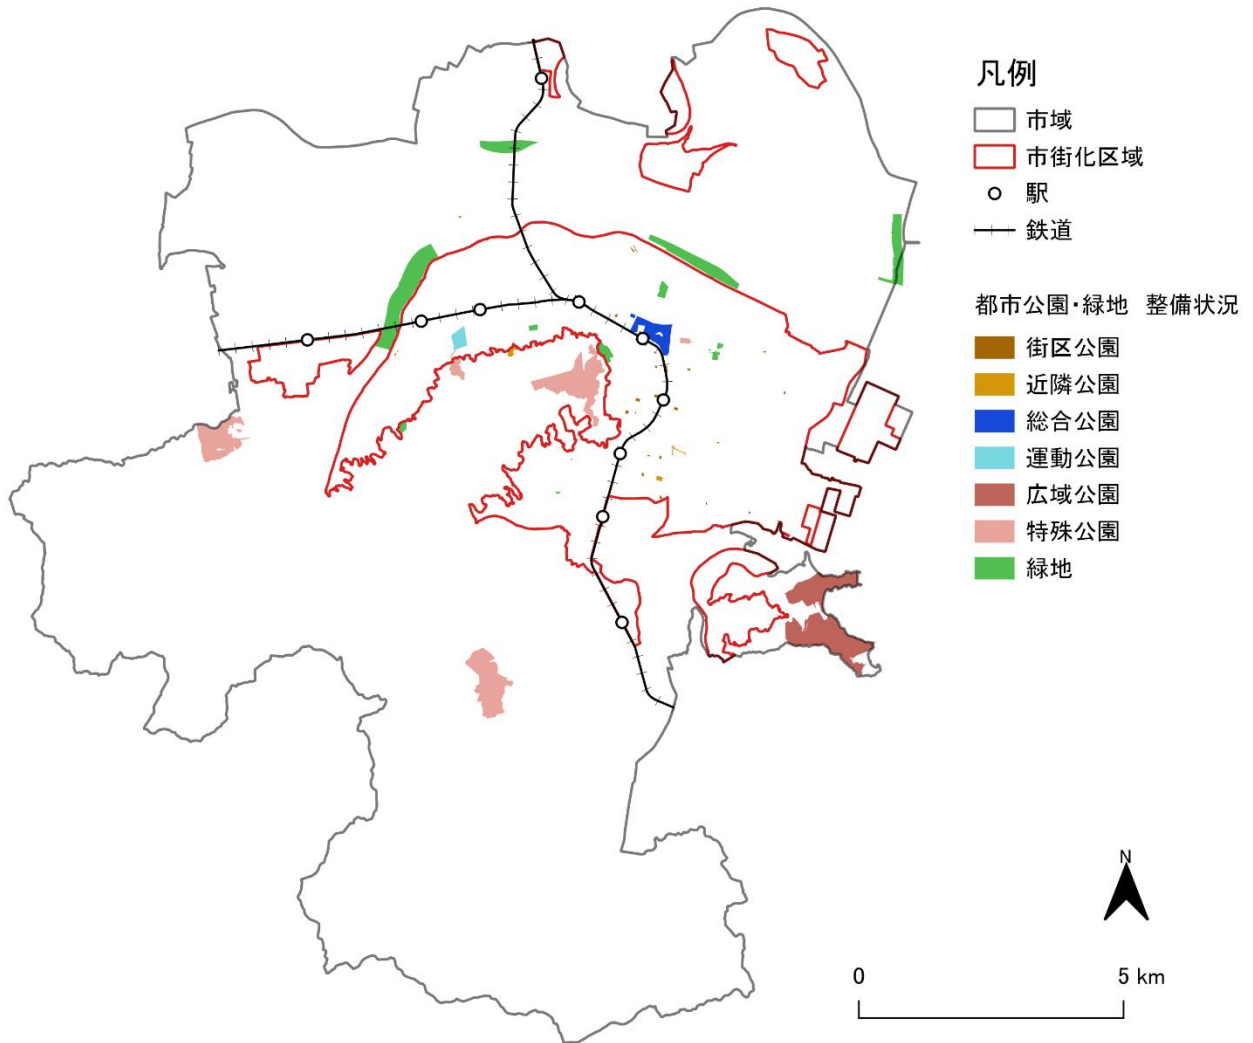 凡例
市域
市街化区域
駅
鉄道
都市公園・緑地 整備状況
街区公園
近隣公園
総合公園
運動公園
広域公園
特殊公園
緑地
N
0 5 km